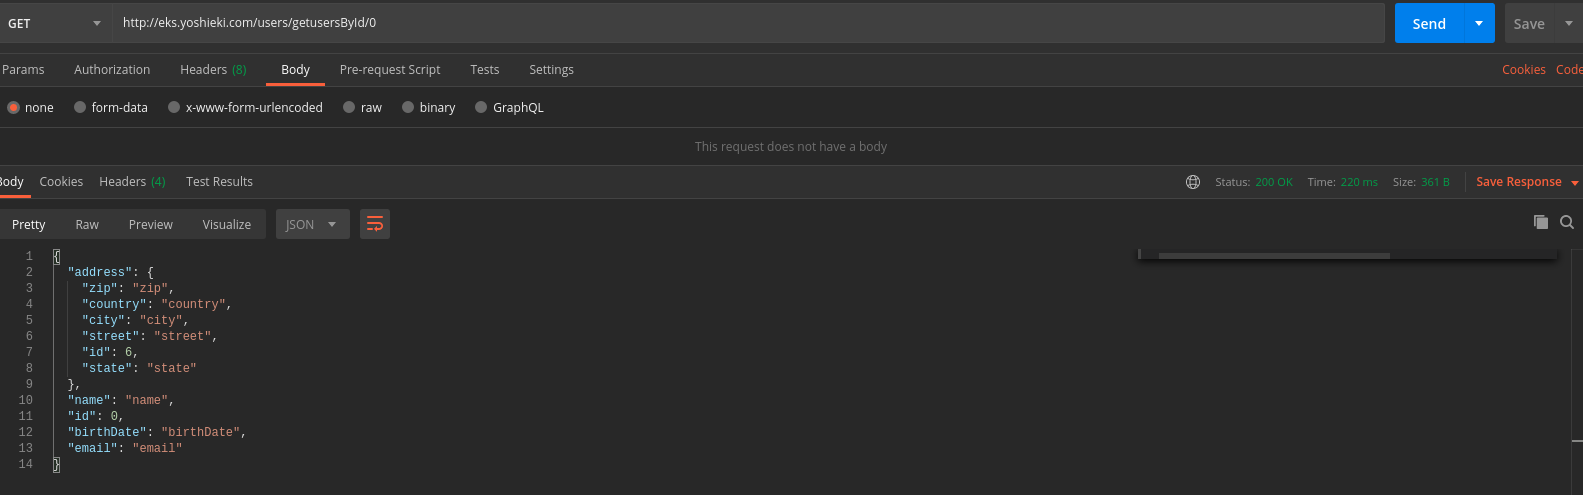 GET http://eks.yoshieki.com/users/getusersById/0 Send Save
Params Authorization Headers (8) Body Pre-request Script Tests Settings Cookies Code
none form-data x-www-form-urlencoded raw binary GraphQL
This request does not have a body
Body Cookies Headers (4) Test Results Status: 200 OK Time: 220 ms Size: 361 B Save Response
Pretty Raw Preview Visualize JSON
1 {
2 "address": {
3 "zip": "zip",
4 "country": "country",
5 "city": "city",
6 "street": "street",
7 "id": 6,
8 "state": "state"
9 },
10 "name": "name",
11 "id": 0,
12 "birthDate": "birthDate",
13 "email": "email"
14 }